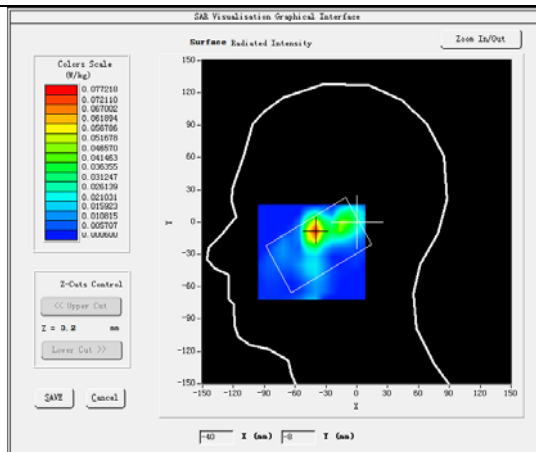 SAR Visualisation Graphical Interface
Surface Radiated Intensity
Zoom In/Out
Colors Scale
(W/kg)
0.077218
0.072110
0.067002
0.061894
0.056786
0.051678
0.046570
0.041463
0.036355
0.031247
0.026139
0.021031
0.015923
0.010815
0.005707
0.000600
Z-Cuts Control
<< Upper Cut
Z = 3.2 mm
Lower Cut >>
SAVE Cancel
150
120
90
60
30
0
-30
-60
-90
-120
-150
Y
-150 -120 -90 -60 -30 0 30 60 90 120 150
X
-40 X (mm) -8 Y (mm)